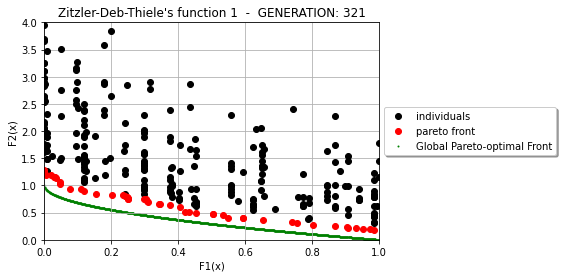 Zitzler-Deb-Thiele's function 1 - GENERATION: 321
4.0
3.5
3.0
2.5
2.0
1.5
1.0
0.5
0.0
F2(x)
0.0 0.2 0.4 0.6 0.8 1.0
F1(x)
individuals
pareto front
Global Pareto-optimal Front